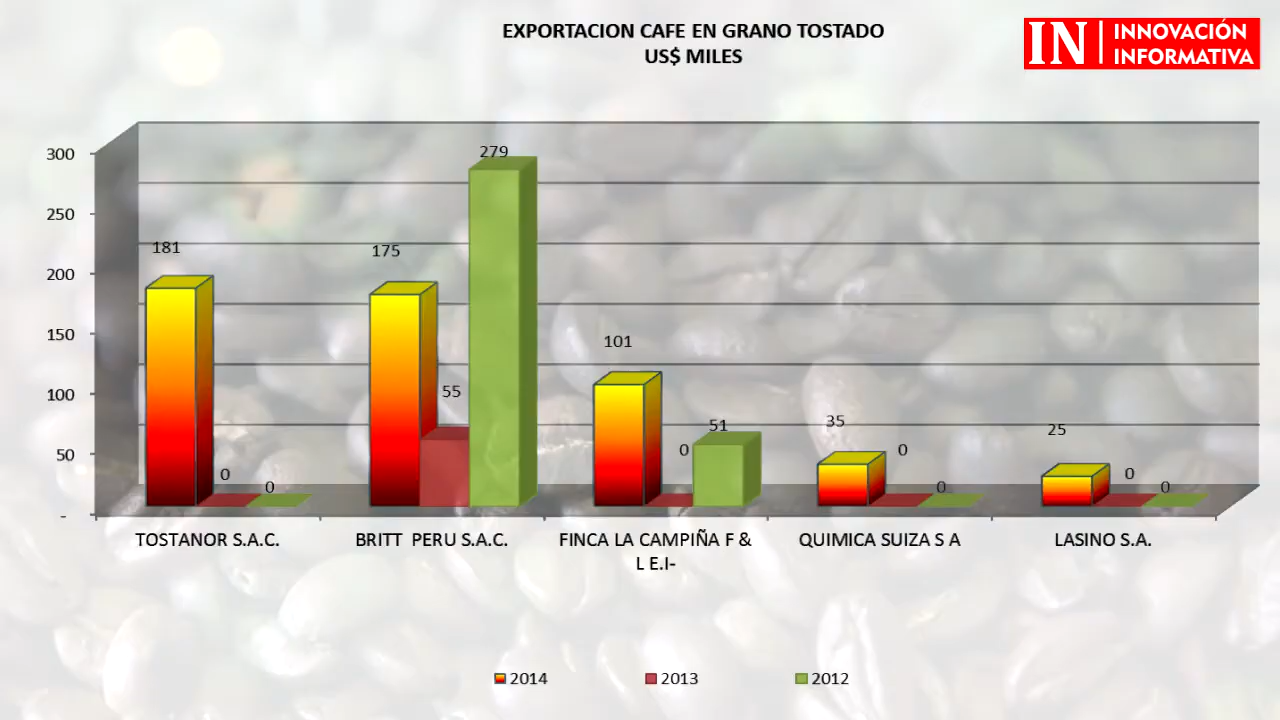 EXPORTACION CAFE EN GRANO TOSTADO
US$ MILES
IN INNOVACIÓN
INFORMATIVA
300
250
200
150
100
50
-
181
0
0
175
55
279
101
0
51
35
0
0
25
0
0
TOSTANOR S.A.C.
BRITT PERU S.A.C.
FINCA LA CAMPIÑA F &
L E.I-
QUIMICA SUIZA S A
LASINO S.A.
2014
2013
2012